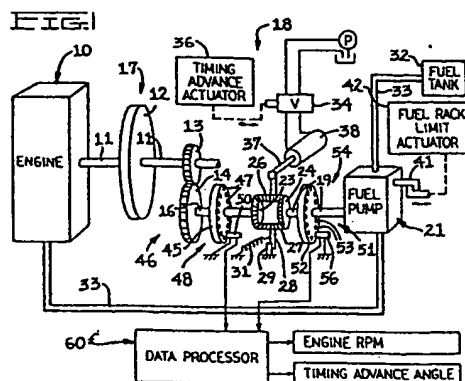 FIG.1
10
17
36
18
TIMING
ADVANCE
ACTUATOR
P
32
FUEL
TANK
33
42
FUEL RACK
LIMIT
ACTUATOR
12
13
V
34
11
11
ENGINE
37
38
14
47
26
23
24
19
54
41
FUEL
PUMP
16
50
45
46
48
31
29
27
28
52
53
56
51
21
33
60
DATA
PROCESSOR
ENGINE RPM
TIMING ADVANCE ANGLE